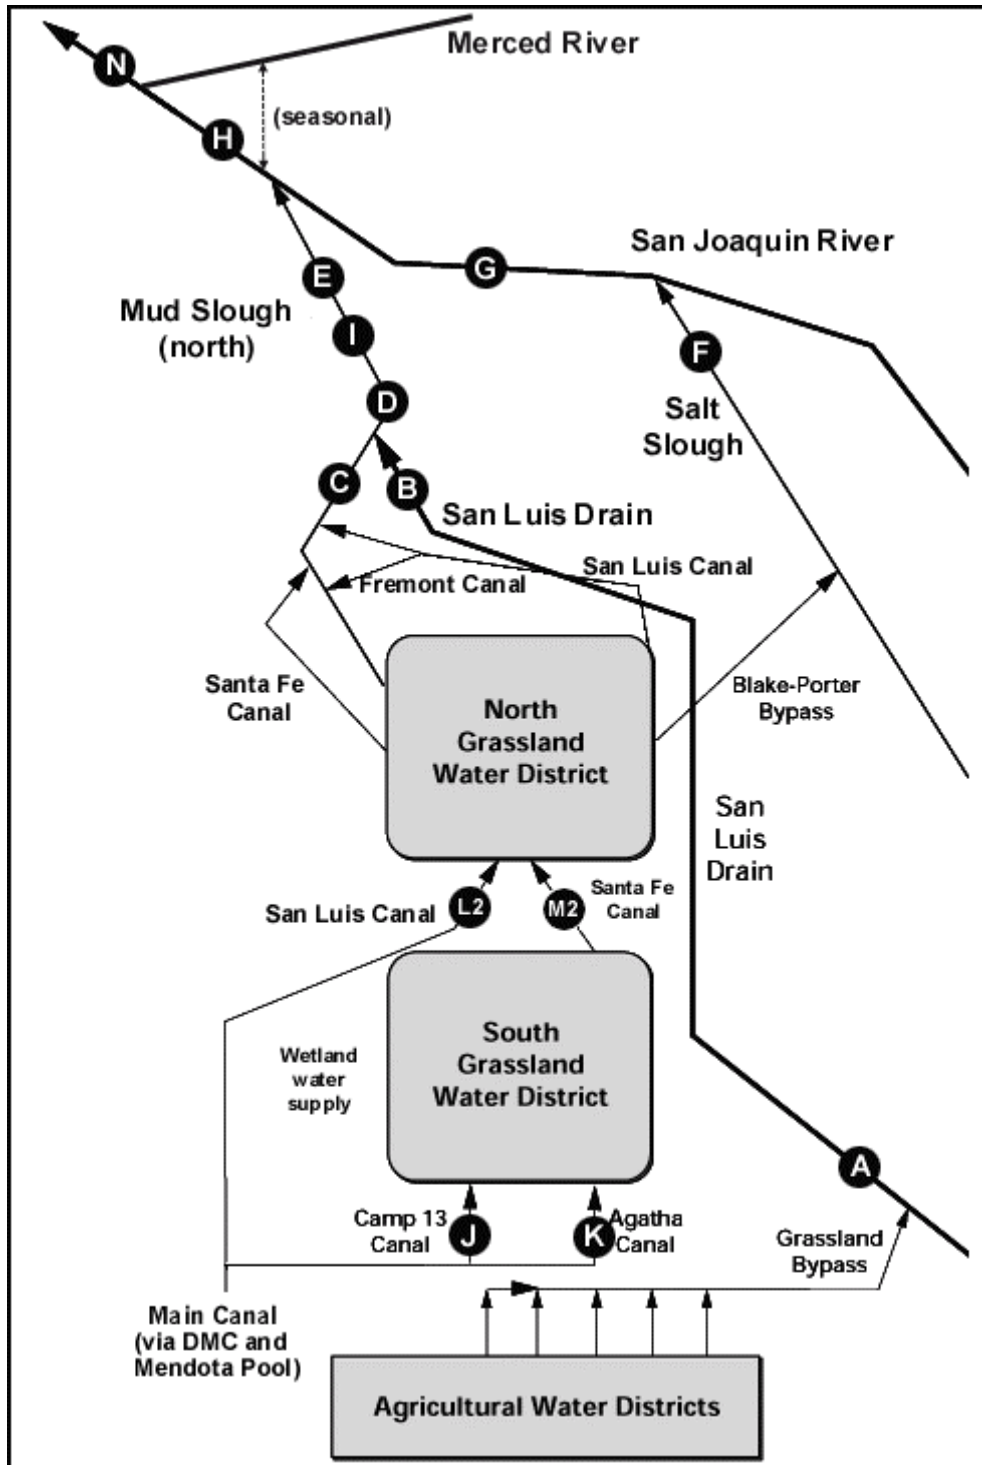 N
Merced River
H
(seasonal)
San Joaquin River
G
E
Mud Slough
(north)
I
F
D
Salt
Slough
C
B
San Luis Drain
San Luis Canal
Fremont Canal
Santa Fe
Canal
North
Grassland
Water District
Blake-Porter
Bypass
San
Luis
Drain
San Luis Canal
L2
M2
Santa Fe
Canal
South
Grassland
Water District
Wetland
water
supply
A
Camp 13
Canal
J
K
Agatha
Canal
Grassland
Bypass
Main Canal
(via DMC and
Mendota Pool)
Agricultural Water Districts